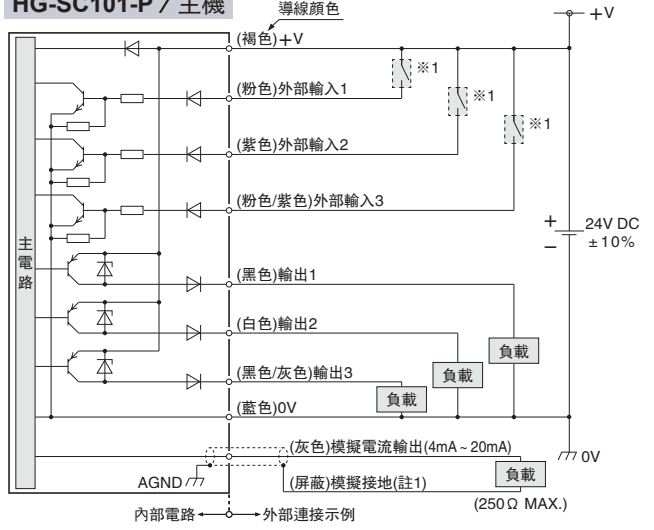 HG-SC101-P / 主機
導線顏色
+V
(褐色)+V
※1
(粉色)外部輸入1
※1
(紫色)外部輸入2
※1
(粉色/紫色)外部輸入3
+
24V DC
−
±10%
主電路
(黑色)輸出1
(白色)輸出2
負載
負載
(黑色/灰色)輸出3
負載
(藍色)0V
(灰色)模擬電流輸出(4mA~20mA)
0V
負載
AGND
(屏蔽)模擬接地(註1)
(250Ω MAX.)
內部電路
外部連接示例